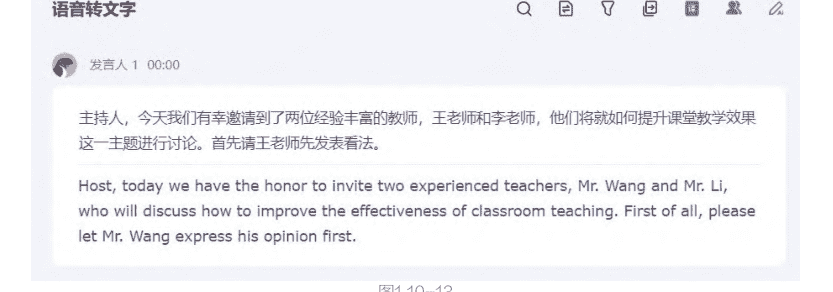 语音转文字
发言人 1 00:00
主持人，今天我们有幸邀请到了两位经验丰富的教师，王老师和李老师，他们将就如何提升课堂教学效果
这一主题进行讨论。首先请王老师先发表看法。
Host, today we have the honor to invite two experienced teachers, Mr. Wang and Mr. Li,
who will discuss how to improve the effectiveness of classroom teaching. First of all, please
let Mr. Wang express his opinion first.
图1.10-13